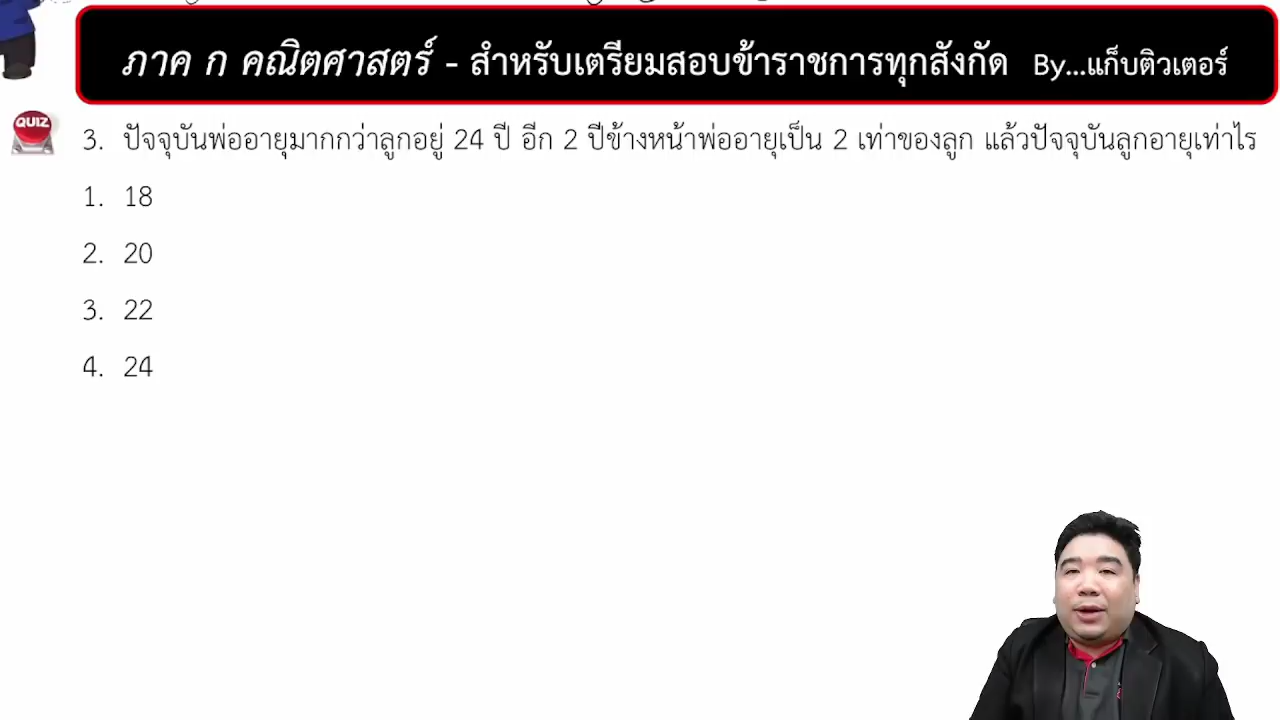 ภาค ก คณิตศาสตร์ - สำหรับเตรียมสอบข้าราชการทุกสังกัด By...แก็บติวเตอร์
QUIZ
3. ปัจจุบันพ่ออายุมากกว่าลูกอยู่ 24 ปี อีก 2 ปีข้างหน้าพ่ออายุเป็น 2 เท่าของลูก แล้วปัจจุบันลูกอายุเท่าไร
1. 18
2. 20
3. 22
4. 24